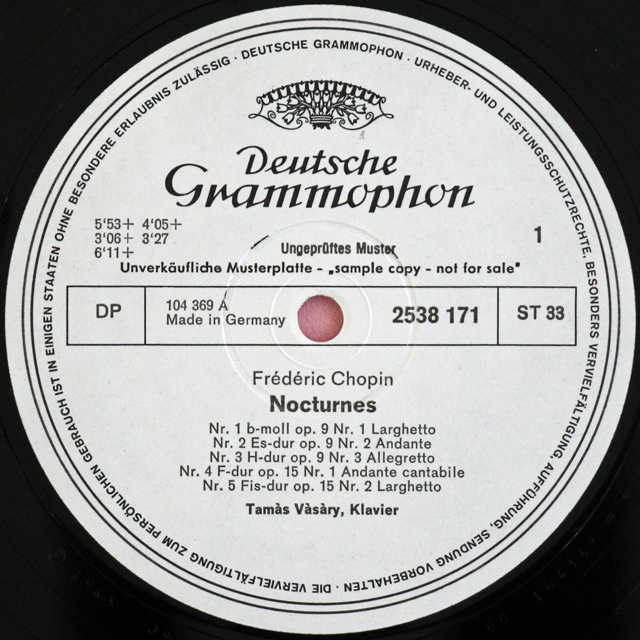 DIE VERVIELFÄLTIGUNG ZUM PERSÖNLICHEN GEBRAUCH IST IN EINIGEN STAATEN OHNE BESONDERE ERLAUBNIS ZULÄSSIG · DEUTSCHE GRAMMOPHON · URHEBER- UND LEISTUNGSSCHUTZRECHTE, BESONDERS VERVIELFÄLTIGUNG, AUFFÜHRUNG, SENDUNG VORBEHALTEN ·
Deutsche
Grammophon
5'53+ 4'05+
3'06+ 3'27
6'11+
1
Ungeprüftes Muster
Unverkäufliche Musterplatte – „sample copy - not for sale"
DP
104 369 A
Made in Germany
2538 171
ST 33
Frédéric Chopin
Nocturnes
Nr. 1 b-moll op. 9 Nr. 1 Larghetto
Nr. 2 Es-dur op. 9 Nr. 2 Andante
Nr. 3 H-dur op. 9 Nr. 3 Allegretto
Nr. 4 F-dur op. 15 Nr. 1 Andante cantabile
Nr. 5 Fis-dur op. 15 Nr. 2 Larghetto
Tamàs Vàsàry, Klavier